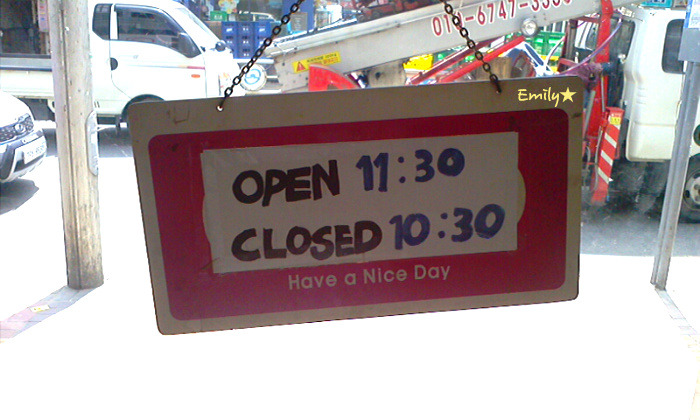 Emily★
OPEN 11:30
CLOSED 10:30
Have a Nice Day